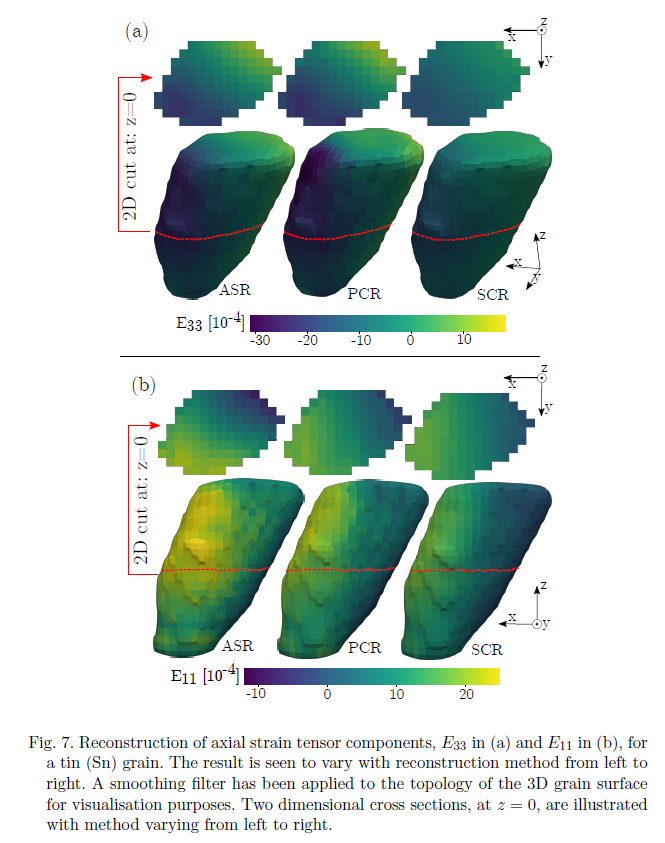 (a)
z
x
y
2D cut at: z=0
z
x
y
ASR
PCR
SCR
E33 [10-4]
-30 -20 -10 0 10
(b)
z
x
y
2D cut at: z=0
z
x
y
ASR
PCR
SCR
E11 [10-4]
-10 0 10 20
Fig. 7. Reconstruction of axial strain tensor components, E33 in (a) and E11 in (b), for
a tin (Sn) grain. The result is seen to vary with reconstruction method from left to
right. A smoothing filter has been applied to the topology of the 3D grain surface
for visualisation purposes. Two dimensional cross sections, at z = 0, are illustrated
with method varying from left to right.